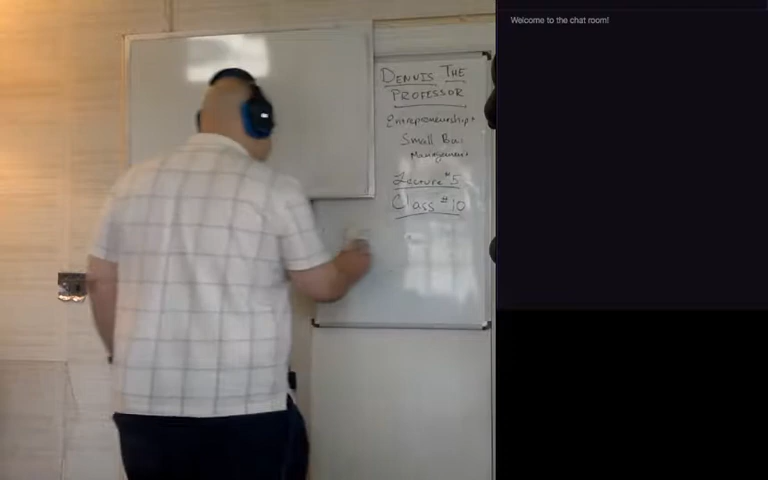 DENNIS THE
PROFESSOR
Entrepreneurship +
Small Bus
Management
Lecture #5
Class #10
Welcome to the chat room!